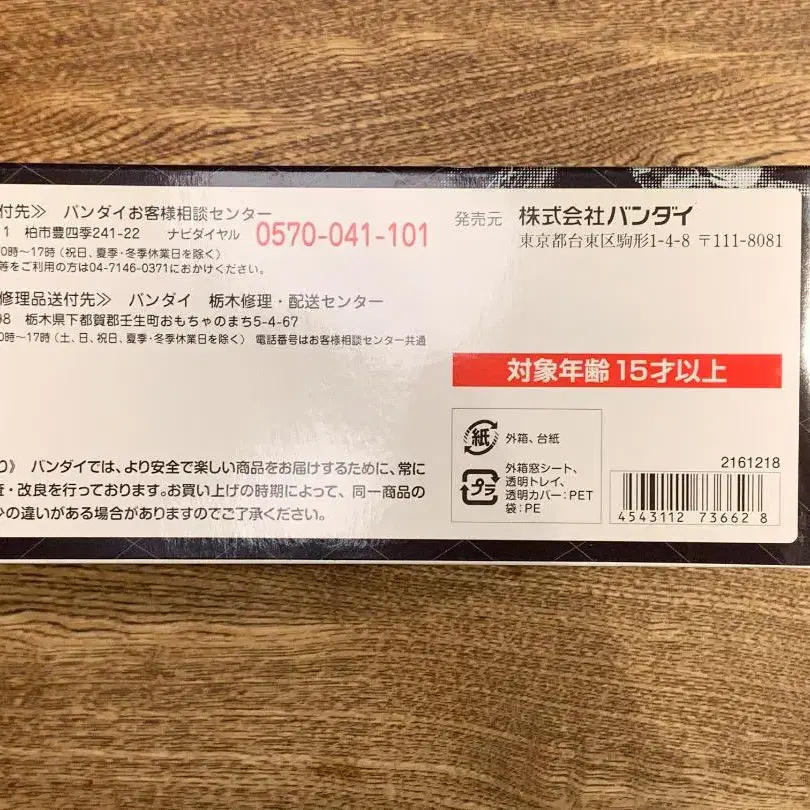 付先≫ バンダイお客様相談センター
1 柏市豊四季241-22 ナビダイヤル 0570-041-101
0時〜17時(祝日、夏季・冬季休業日を除く)
等をご利用の方は04-7146-0371におかけください。
修理品送付先≫ バンダイ 栃木修理・配送センター
98 栃木県下都賀郡壬生町おもちゃのまち5-4-67
0時〜17時(土、日、祝日、夏季・冬季休業日を除く) 電話番号はお客様相談センター共通
り》 バンダイでは、より安全で楽しい商品をお届けするために、常に
・改良を行っております。お買い上げの時期によって、同一商品の
の違いがある場合がありますのでご了承ください。
発売元 株式会社バンダイ
東京都台東区駒形1-4-8 〒111-8081
対象年齢 15才以上
紙 外箱、台紙
プラ 外箱窓シート、
透明トレイ、
透明カバー:PET
袋:PE
2161218
4543112 73662 8